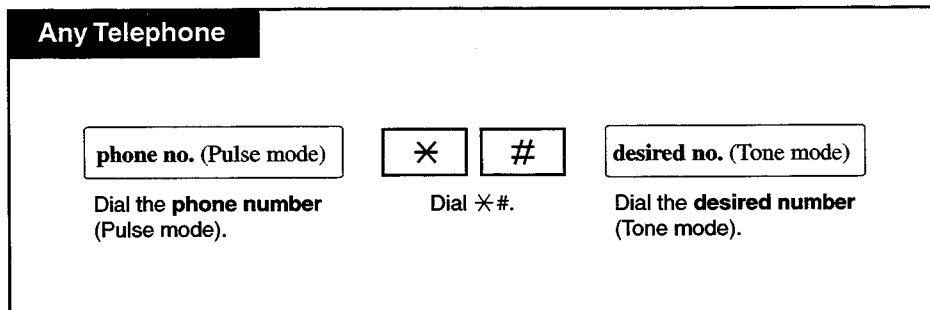 Any Telephone
phone no. (Pulse mode)
✕
#
desired no. (Tone mode)
Dial the phone number
(Pulse mode).
Dial ✕#.
Dial the desired number
(Tone mode).